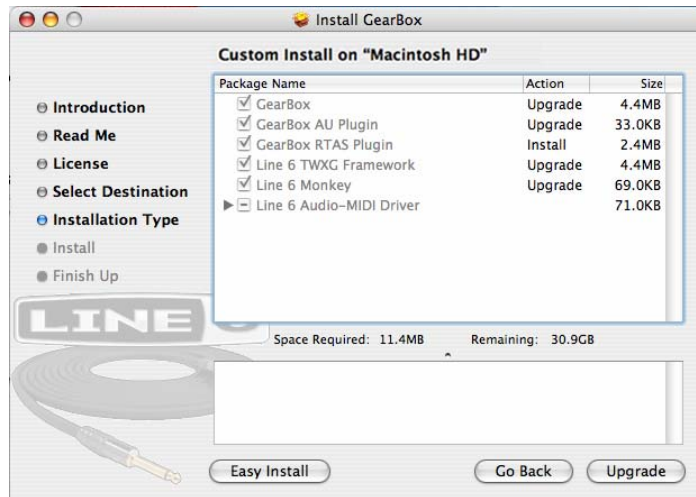 Install GearBox
Custom Install on "Macintosh HD"
Introduction
Read Me
License
Select Destination
Installation Type
Install
Finish Up
Package Name Action Size
GearBox Upgrade 4.4MB
GearBox AU Plugin Upgrade 33.0KB
GearBox RTAS Plugin Install 2.4MB
Line 6 TWXG Framework Upgrade 4.4MB
Line 6 Monkey Upgrade 69.0KB
Line 6 Audio-MIDI Driver 71.0KB
LINE 6
Space Required: 11.4MB Remaining: 30.9GB
Easy Install Go Back Upgrade